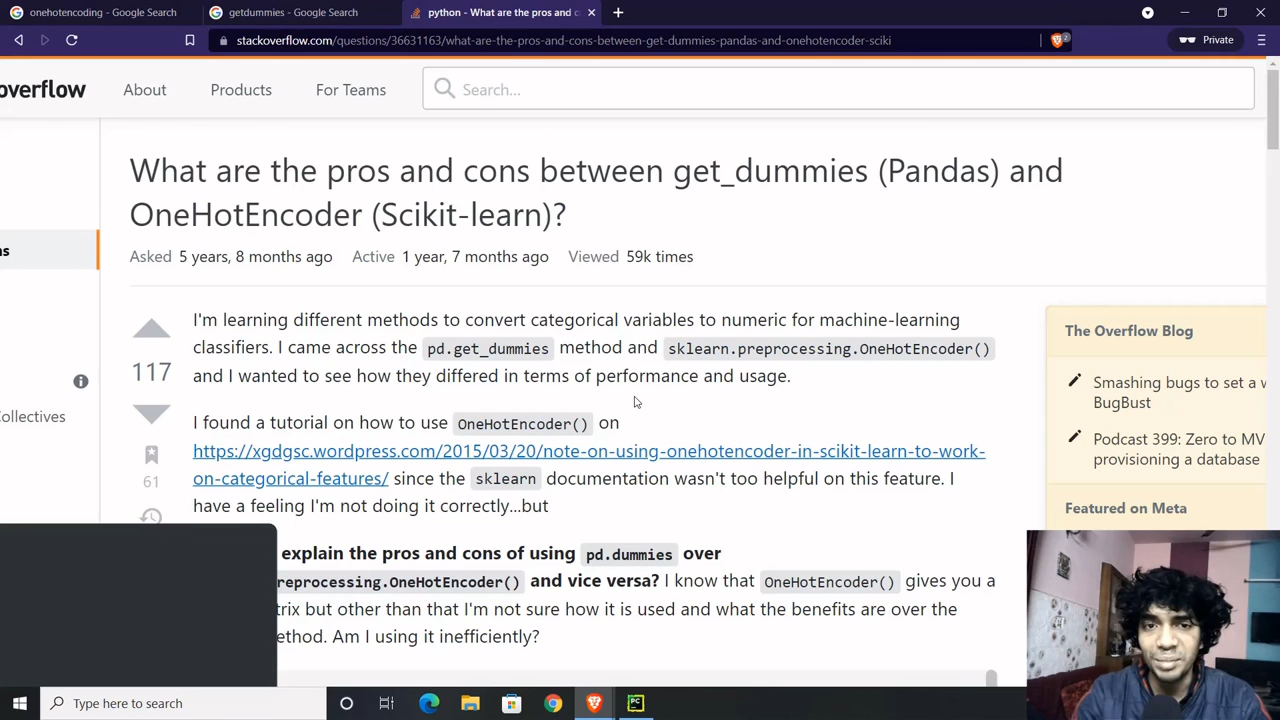 onehotencoding - Google Search
getdummies - Google Search
python - What are the pros and c
stackoverflow.com/questions/36631163/what-are-the-pros-and-cons-between-get-dummies-pandas-and-onehotencoder-sciki
2
Private
overflow
About
Products
For Teams
Search...
What are the pros and cons between get_dummies (Pandas) and
OneHotEncoder (Scikit-learn)?
Asked 5 years, 8 months ago Active 1 year, 7 months ago Viewed 59k times
ns
117
I'm learning different methods to convert categorical variables to numeric for machine-learning
classifiers. I came across the pd.get_dummies method and sklearn.preprocessing.OneHotEncoder()
and I wanted to see how they differed in terms of performance and usage.
ollectives
61
I found a tutorial on how to use OneHotEncoder() on
https://xgdgsc.wordpress.com/2015/03/20/note-on-using-onehotencoder-in-scikit-learn-to-work-
on-categorical-features/ since the sklearn documentation wasn't too helpful on this feature. I
have a feeling I'm not doing it correctly...but
explain the pros and cons of using pd.dummies over
reprocessing.OneHotEncoder() and vice versa? I know that OneHotEncoder() gives you a
trix but other than that I'm not sure how it is used and what the benefits are over the
ethod. Am I using it inefficiently?
The Overflow Blog
Smashing bugs to set a w
BugBust
Podcast 399: Zero to MV
provisioning a database
Featured on Meta
Type here to search
PC